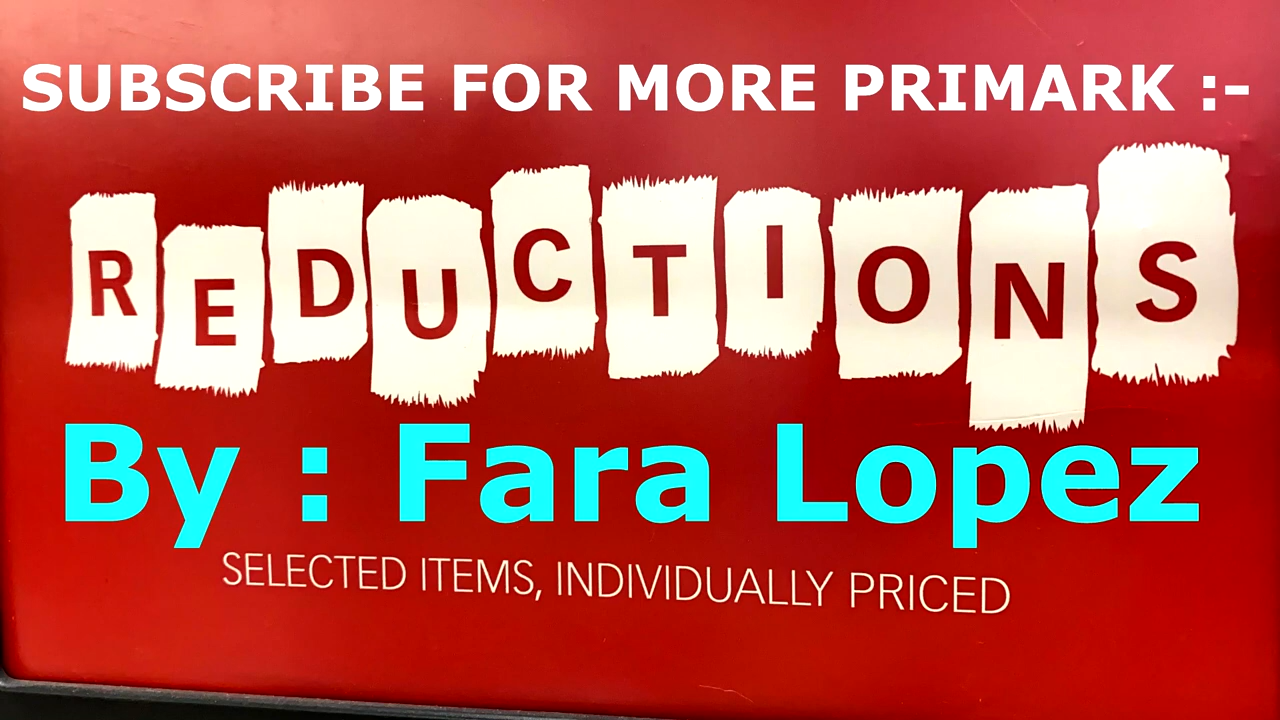 SUBSCRIBE FOR MORE PRIMARK :-
REDUCTIONS
By : Fara Lopez
SELECTED ITEMS, INDIVIDUALLY PRICED